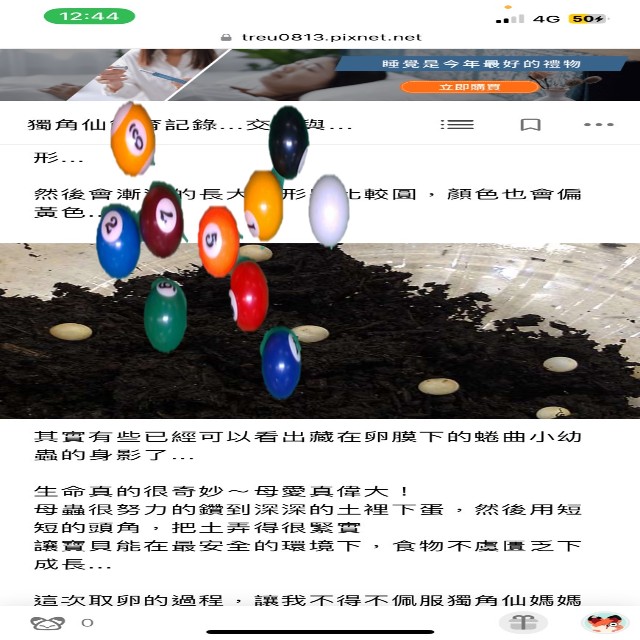 12:44
4G
50
treu0813.pixnet.net
睡覺是今年最好的禮物
立即購買
獨角仙 育記錄...交 與...
形...
然後會漸 的長大 形 比較圓，顏色也會偏
黃色..
2
7
5
1
6
其實有些已經可以看出藏在卵膜下的蜷曲小幼
蟲的身影了...
生命真的很奇妙～母愛真偉大！
母蟲很努力的鑽到深深的土裡下蛋，然後用短
短的頭角，把土弄得很緊實
讓寶貝能在最安全的環境下，食物不虞匱乏下
成長...
這次取卵的過程，讓我不得不佩服獨角仙媽媽
0